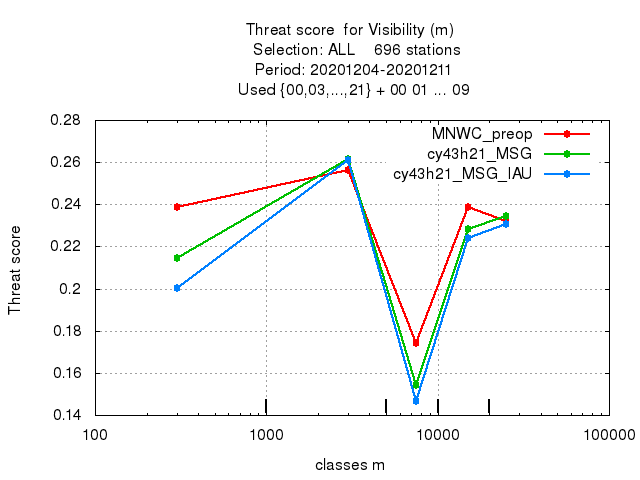 Threat score  for Visibility (m)
Selection: ALL    696 stations
Period: 20201204-20201211
Used {00,03,...,21} + 00 01 ... 09
0.28
0.26
0.24
0.22
0.2
0.18
0.16
0.14
Threat score
MNWC_preop
cy43h21_MSG
cy43h21_MSG_IAU
100 1000 10000 100000
classes m